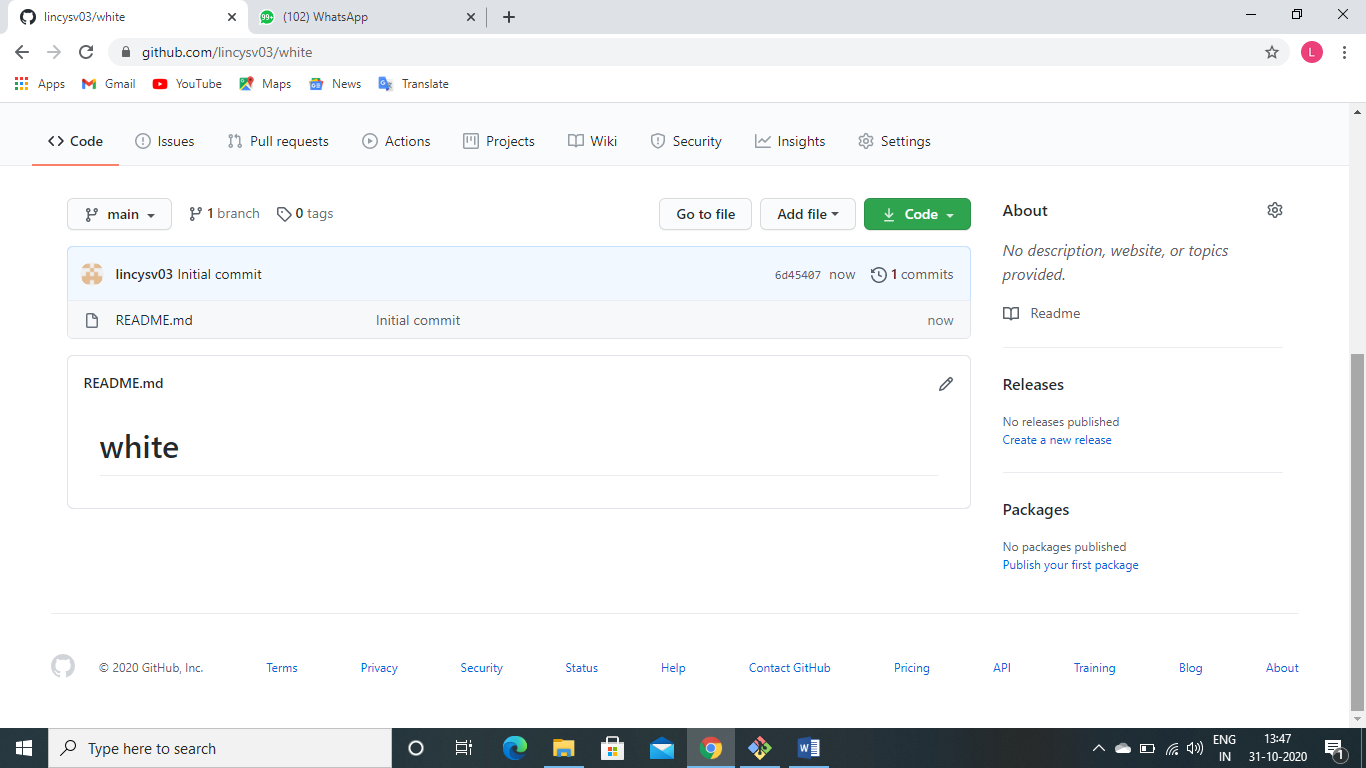 lincysv03/white
99+ (102) WhatsApp
github.com/lincysv03/white
L
Apps Gmail YouTube Maps News Translate
Code Issues Pull requests Actions Projects Wiki Security Insights Settings
main 1 branch 0 tags Go to file Add file Code
lincysv03 Initial commit 6d45407 now 1 commits
README.md Initial commit now
README.md
white
About
No description, website, or topics
provided.
Readme
Releases
No releases published
Create a new release
Packages
No packages published
Publish your first package
© 2020 GitHub, Inc. Terms Privacy Security Status Help Contact GitHub Pricing API Training Blog About
Type here to search
W
ENG
IN
13:47
31-10-2020
1